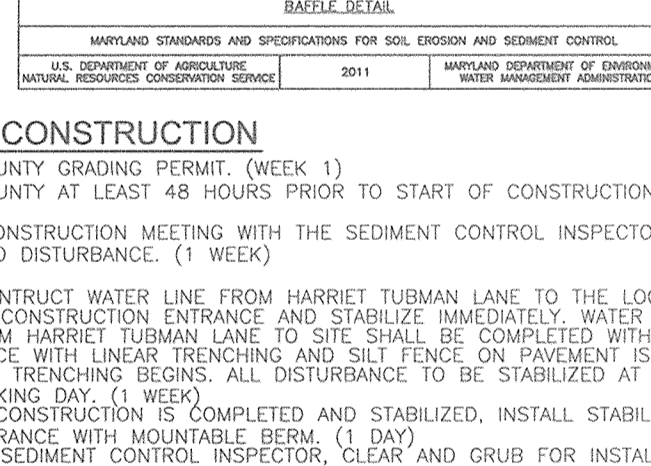 BAFFLE DETAIL
MARYLAND STANDARDS AND SPECIFICATIONS FOR SOIL EROSION AND SEDIMENT CONTROL
U.S. DEPARTMENT OF AGRICULTURE
NATURAL RESOURCES CONSERVATION SERVICE
2011
MARYLAND DEPARTMENT OF ENVIRONM
WATER MANAGEMENT ADMINISTRATIO
CONSTRUCTION
UNTY GRADING PERMIT. (WEEK 1)
UNTY AT LEAST 48 HOURS PRIOR TO START OF CONSTRUCTION
ONSTRUCTION MEETING WITH THE SEDIMENT CONTROL INSPECTO
D DISTURBANCE. (1 WEEK)
NTRUCT WATER LINE FROM HARRIET TUBMAN LANE TO THE LOC
CONSTRUCTION ENTRANCE AND STABILIZE IMMEDIATELY. WATER
M HARRIET TUBMAN LANE TO SITE SHALL BE COMPLETED WITH
CE WITH LINEAR TRENCHING AND SILT FENCE ON PAVEMENT IS
TRENCHING BEGINS. ALL DISTURBANCE TO BE STABILIZED AT
KING DAY. (1 WEEK)
CONSTRUCTION IS COMPLETED AND STABILIZED, INSTALL STABIL
RANCE WITH MOUNTABLE BERM. (1 DAY)
SEDIMENT CONTROL INSPECTOR, CLEAR AND GRUB FOR INSTAL